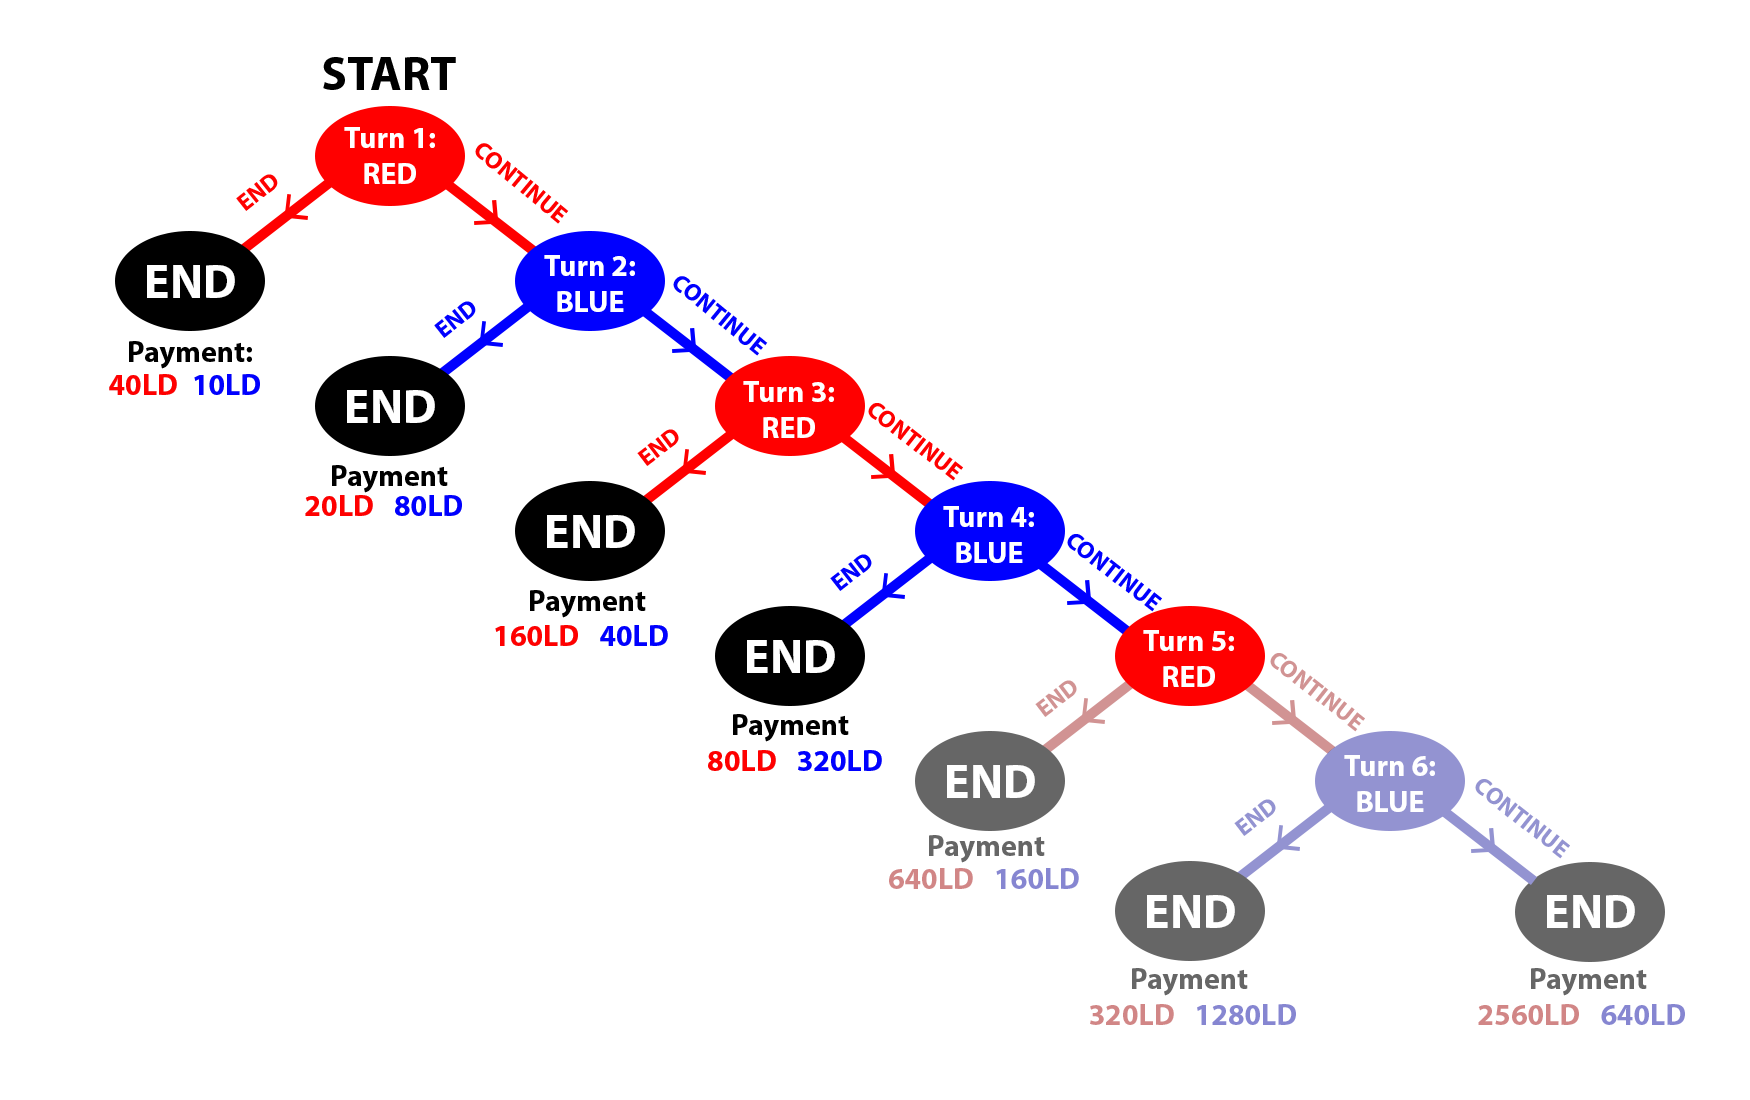 START
Turn 1:
RED
END
CONTINUE
END
Payment:
40LD 10LD
Turn 2:
BLUE
END
CONTINUE
END
Payment
20LD 80LD
Turn 3:
RED
END
CONTINUE
END
Payment
160LD 40LD
Turn 4:
BLUE
END
CONTINUE
END
Payment
80LD 320LD
Turn 5:
RED
END
CONTINUE
END
Payment
640LD 160LD
Turn 6:
BLUE
END
CONTINUE
END
Payment
320LD 1280LD
END
Payment
2560LD 640LD